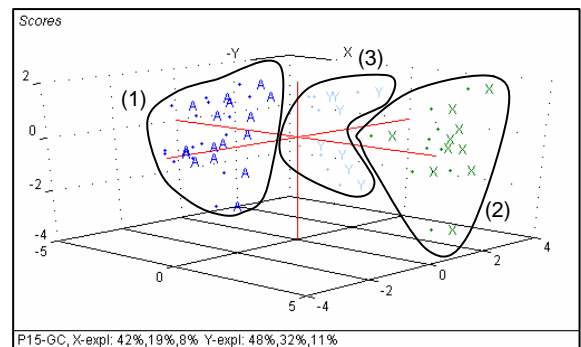 Scores
-Y X
(3)
2
(1)
A A A A A A A A A A A A A A A A A
Y Y Y Y Y Y Y
X X X X X X X X X X X
0
-2
(2)
-4
-5
0
5
-4
-2
0
2
4
P15-GC, X-expl: 42%,19%,8% Y-expl: 48%,32%,11%